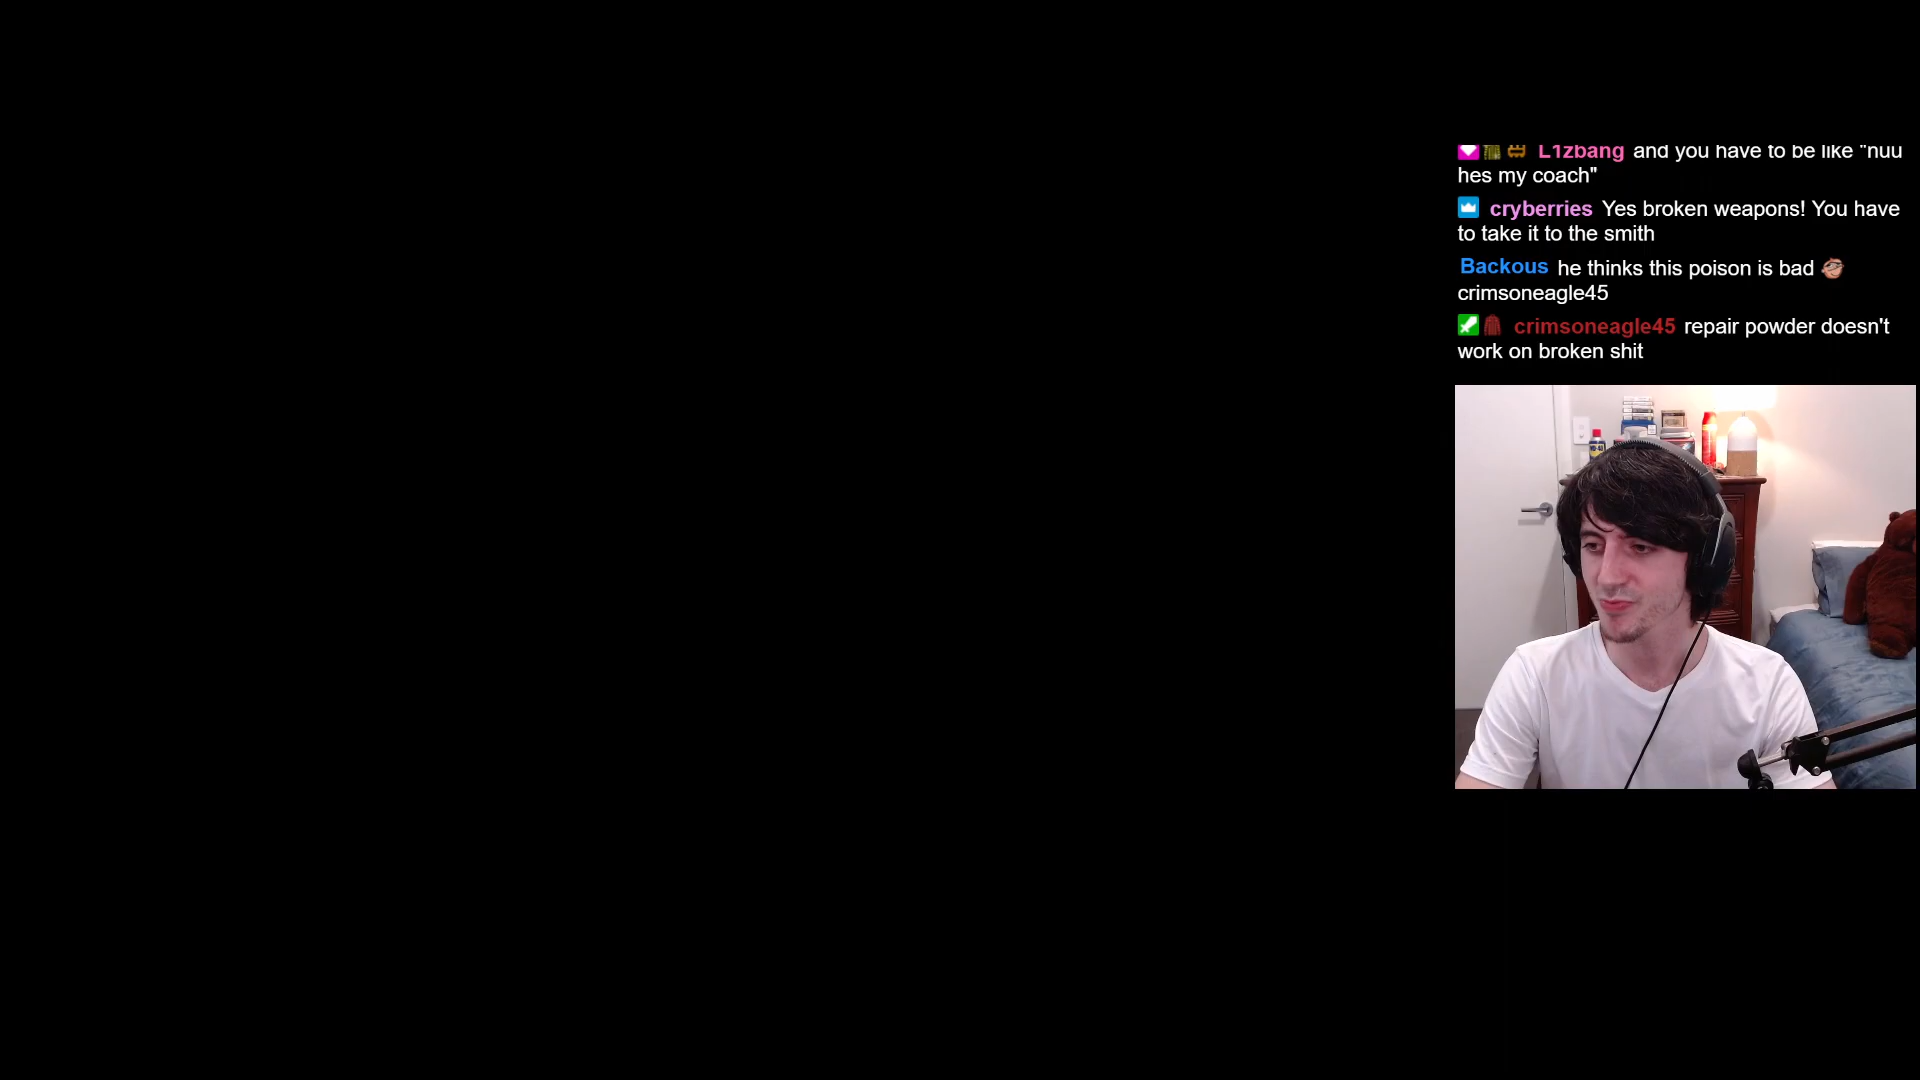 L1zbang and you have to be like "nuu
hes my coach"
cryberries Yes broken weapons! You have
to take it to the smith
Backous he thinks this poison is bad
crimsoneagle45
crimsoneagle45 repair powder doesn't
work on broken shit